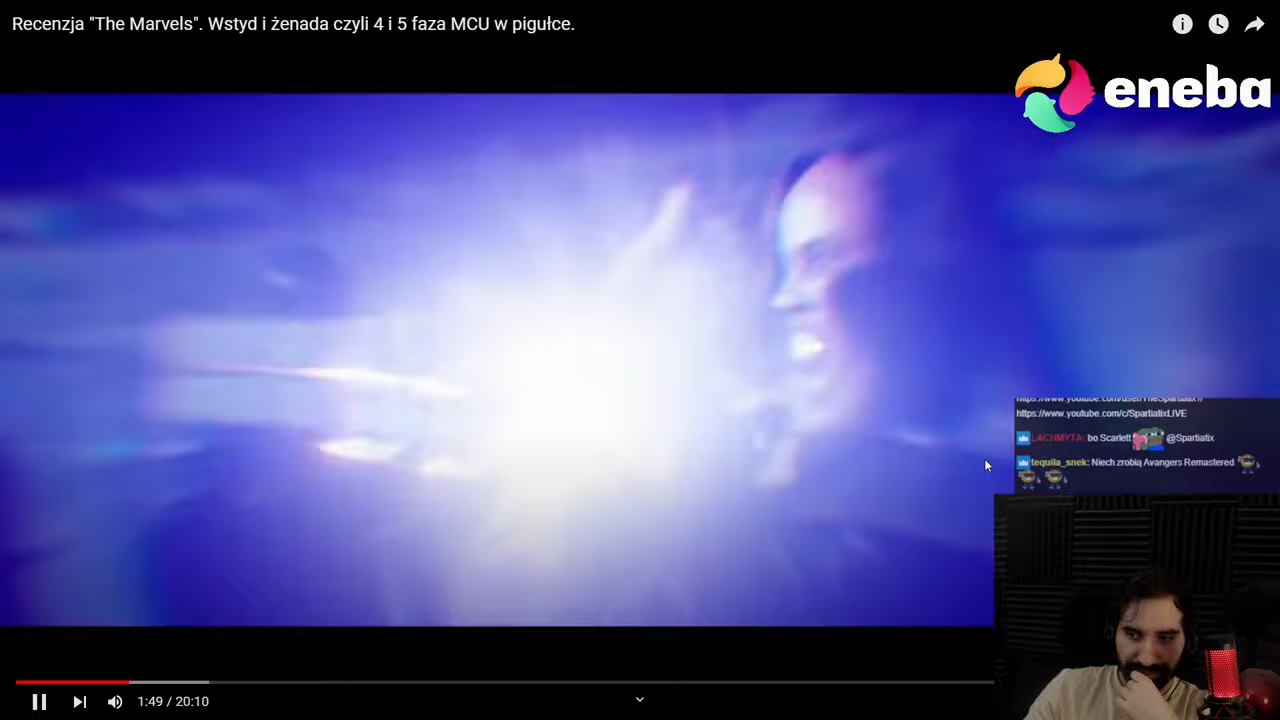 Recenzja "The Marvels". Wstyd i żenada czyli 4 i 5 faza MCU w pigułce.
eneba
https://www.youtube.com/c/SpartiatixLIVE
LACHMYTA: bo Scarlett @Spartiatix
tequila_snek: Niech zrobią Avangers Remastered
1:49 / 20:10